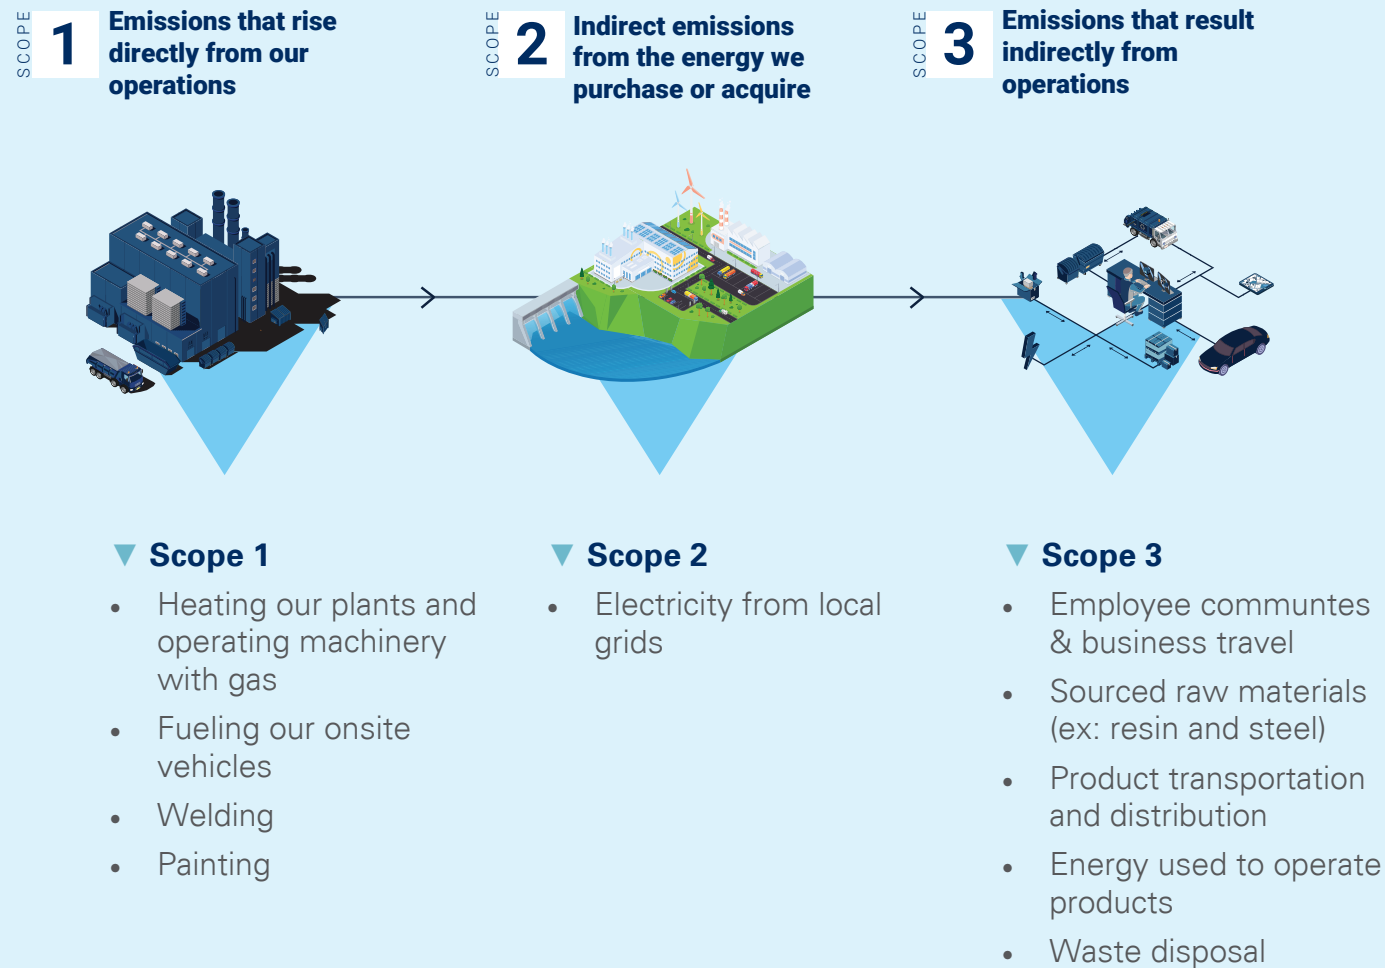 SCOPE
1
Emissions that rise
directly from our
operations
SCOPE
2
Indirect emissions
from the energy we
purchase or acquire
SCOPE
3
Emissions that result
indirectly from
operations
Scope 1
• Heating our plants and
operating machinery
with gas
• Fueling our onsite
vehicles
• Welding
• Painting
Scope 2
• Electricity from local
grids
Scope 3
• Employee communtes
& business travel
• Sourced raw materials
(ex: resin and steel)
• Product transportation
and distribution
• Energy used to operate
products
• Waste disposal